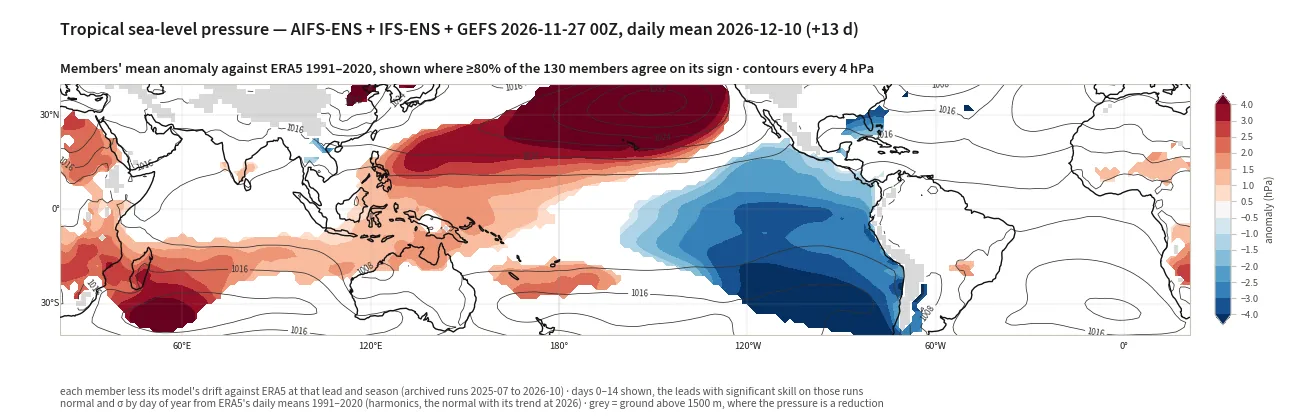 Tropical sea-level pressure — AIFS-ENS + IFS-ENS + GEFS 2026-11-27 00Z, daily mean 2026-12-10 (+13 d)
Members' mean anomaly against ERA5 1991–2020, shown where ≥80% of the 130 members agree on its sign · contours every 4 hPa
30°N
0°
30°S
60°E
120°E
180°
120°W
60°W
0°
1016
1016
1016
1016
1016
1016
1016
1016
1016
1016
1016
1008
1008
1008
4.0
3.0
2.5
2.0
1.5
1.0
0.5
−0.5
−1.0
−1.5
−2.0
−2.5
−3.0
−4.0
anomaly (hPa)
each member less its model's drift against ERA5 at that lead and season (archived runs 2025-07 to 2026-10) · days 0–14 shown, the leads with significant skill on those runs
normal and σ by day of year from ERA5's daily means 1991–2020 (harmonics, the normal with its trend at 2026) · grey = ground above 1500 m, where the pressure is a reduction